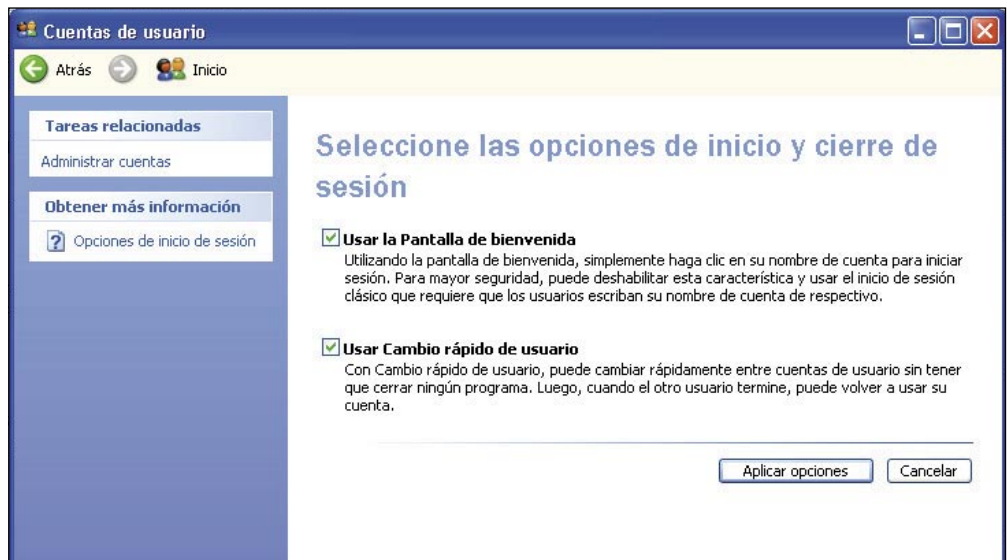 Cuentas de usuario
Atrás
Inicio
Tareas relacionadas
Administrar cuentas
Obtener más información
Opciones de inicio de sesión
Seleccione las opciones de inicio y cierre de
sesión
Usar la Pantalla de bienvenida
Utilizando la pantalla de bienvenida, simplemente haga clic en su nombre de cuenta para iniciar
sesión. Para mayor seguridad, puede deshabilitar esta característica y usar el inicio de sesión
clásico que requiere que los usuarios escriban su nombre de cuenta de respectivo.
Usar Cambio rápido de usuario
Con Cambio rápido de usuario, puede cambiar rápidamente entre cuentas de usuario sin tener
que cerrar ningún programa. Luego, cuando el otro usuario termine, puede volver a usar su
cuenta.
Aplicar opciones
Cancelar